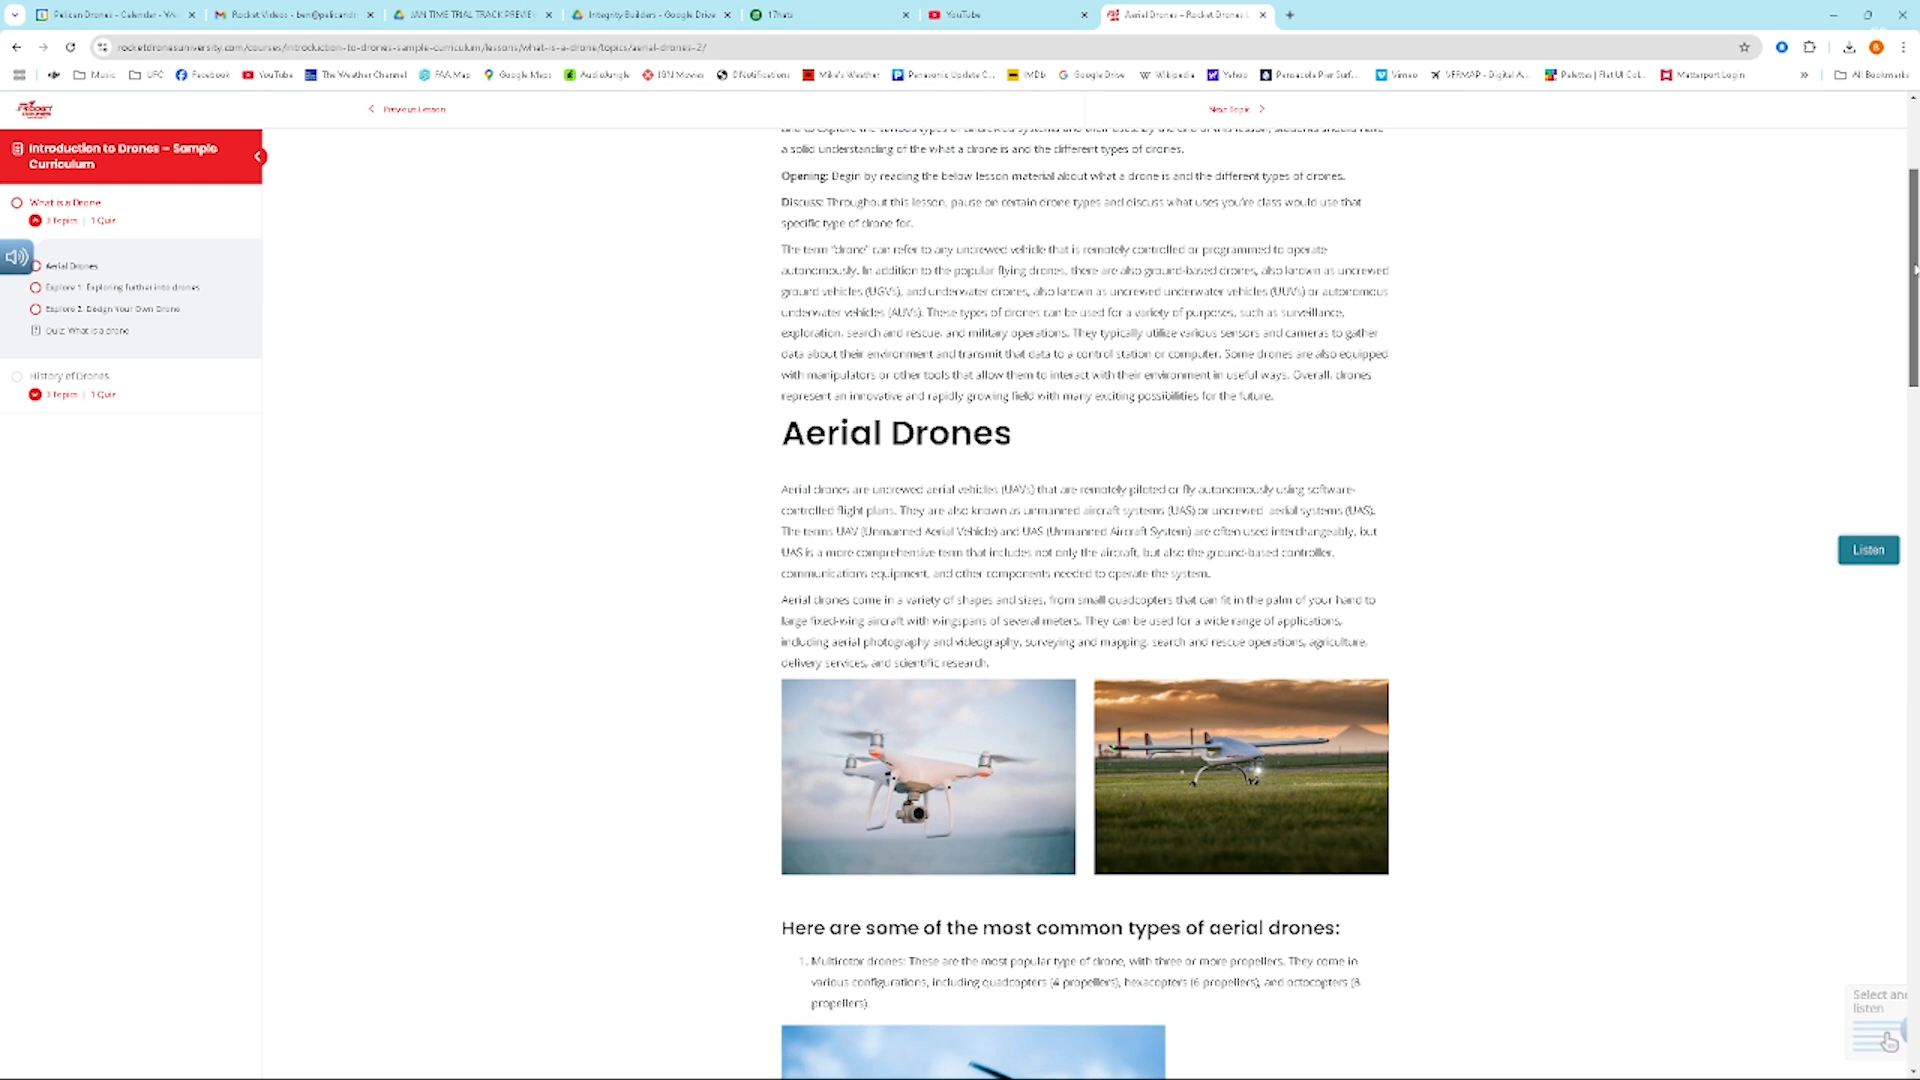 Pelican Drones - Calendar - We
Rocket Videos - ben@pelicand
JAN TIME TRIAL TRACK PREVIEW
Integrity Builders - Google Drive
17hats
YouTube
Aerial Drones – Rocket Drones U
rocketdronesuniversity.com/courses/introduction-to-drones-sample-curriculum/lessons/what-is-a-drone/topics/aerial-drones-2/
Music
UFC
Facebook
YouTube
The Weather Channel
FAA Map
Google Maps
AudioJungle
IGN Movies
DNotifications
Mike's Weather
Panasonic Update C...
IMDb
Google Drive
Wikipedia
Yahoo
Pensacola Pier Surf...
Vimeo
VFRMAP - Digital A...
Palettes | Flat UI Col...
Matterport Login
All Bookmarks
ROCKET DRONES
Previous Lesson
Next Topic
Introduction to Drones – Sample
Curriculum
What is a Drone
3 Topics | 1 Quiz
Aerial Drones
Explore 1: Exploring further into drones
Explore 2: Design Your Own Drone
Quiz: What is a drone
History of Drones
3 Topics | 1 Quiz
and to explore the various types of uncrewed systems and their uses. By the end of this lesson, students should have
a solid understanding of the what a drone is and the different types of drones.
Opening: Begin by reading the below lesson material about what a drone is and the different types of drones.
Discuss: Throughout this lesson, pause on certain drone types and discuss what uses you're class would use that
specific type of drone for.
The term "drone" can refer to any uncrewed vehicle that is remotely controlled or programmed to operate
autonomously. In addition to the popular flying drones, there are also ground-based drones, also known as uncrewed
ground vehicles (UGVs), and underwater drones, also known as uncrewed underwater vehicles (UUVs) or autonomous
underwater vehicles (AUVs). These types of drones can be used for a variety of purposes, such as surveillance,
exploration, search and rescue, and military operations. They typically utilize various sensors and cameras to gather
data about their environment and transmit that data to a control station or computer. Some drones are also equipped
with manipulators or other tools that allow them to interact with their environment in useful ways. Overall, drones
represent an innovative and rapidly growing field with many exciting possibilities for the future.
Aerial Drones
Aerial drones are uncrewed aerial vehicles (UAVs) that are remotely piloted or fly autonomously using software-
controlled flight plans. They are also known as unmanned aircraft systems (UAS) or uncrewed aerial systems (UAS).
The terms UAV (Unmanned Aerial Vehicle) and UAS (Unmanned Aircraft System) are often used interchangeably, but
UAS is a more comprehensive term that includes not only the aircraft, but also the ground-based controller,
communications equipment, and other components needed to operate the system.
Aerial drones come in a variety of shapes and sizes, from small quadcopters that can fit in the palm of your hand to
large fixed-wing aircraft with wingspans of several meters. They can be used for a wide range of applications,
including aerial photography and videography, surveying and mapping, search and rescue operations, agriculture,
delivery services, and scientific research.
Listen
Here are some of the most common types of aerial drones:
1. Multirotor drones: These are the most popular type of drone, with three or more propellers. They come in
various configurations, including quadcopters (4 propellers), hexacopters (6 propellers), and octocopters (8
propellers).
Select and
listen